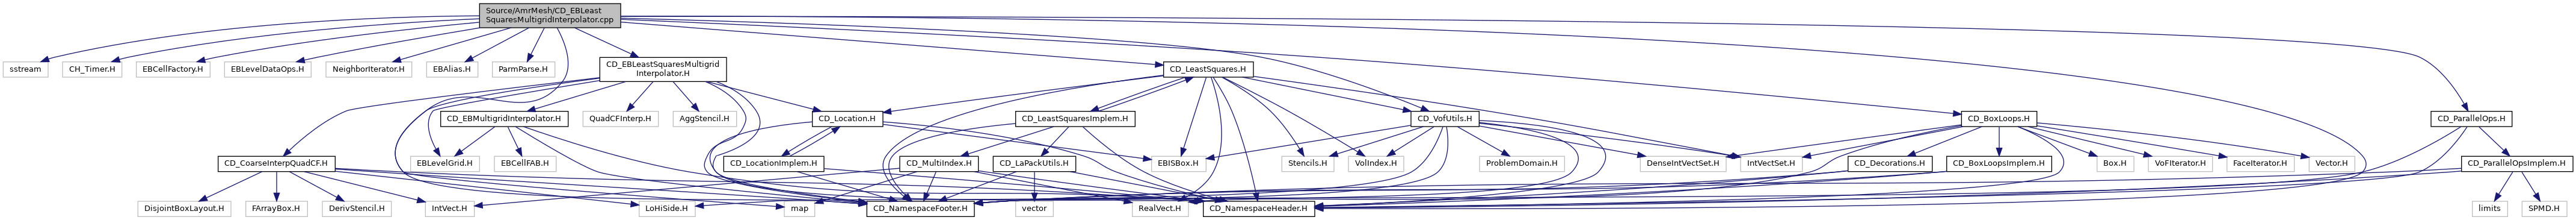 Source/AmrMesh/CD_EBLeast
SquaresMultigridInterpolator.cpp
sstream
CH_Timer.H
EBCellFactory.H
EBLevelDataOps.H
NeighborIterator.H
EBAlias.H
ParmParse.H
CD_EBLeastSquaresMultigrid
Interpolator.H
CD_LeastSquares.H
CD_EBMultigridInterpolator.H
QuadCFInterp.H
AggStencil.H
CD_Location.H
CD_LeastSquaresImplem.H
CD_VofUtils.H
CD_BoxLoops.H
CD_ParallelOps.H
CD_CoarseInterpQuadCF.H
EBLevelGrid.H
EBCellFAB.H
CD_LocationImplem.H
CD_MultiIndex.H
CD_LaPackUtils.H
EBISBox.H
Stencils.H
VolIndex.H
ProblemDomain.H
DenseIntVectSet.H
IntVectSet.H
CD_Decorations.H
CD_BoxLoopsImplem.H
Box.H
VoFIterator.H
FaceIterator.H
Vector.H
CD_ParallelOpsImplem.H
DisjointBoxLayout.H
FArrayBox.H
DerivStencil.H
IntVect.H
LoHiSide.H
map
CD_NamespaceFooter.H
vector
RealVect.H
CD_NamespaceHeader.H
limits
SPMD.H